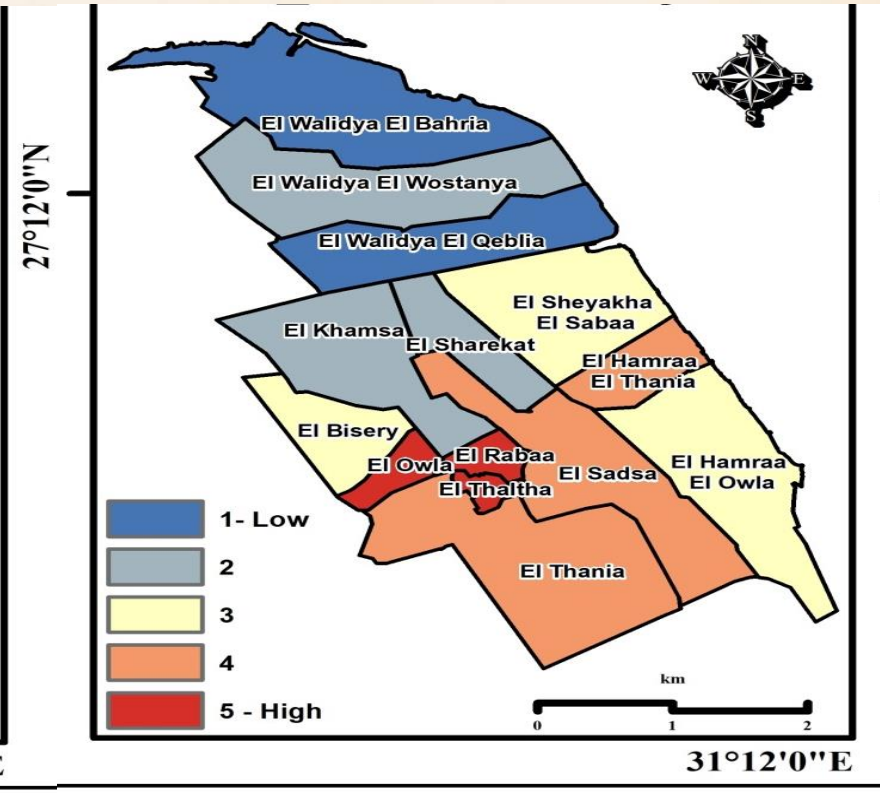 N
W E
S
27°12'0"N
El Walidya El Bahria
El Walidya El Wostanya
El Walidya El Qeblia
El Sheyakha
El Sabaa
El Khamsa
El Sharekat
El Hamraa
El Thania
El Bisery
El Rabaa
El Owla
El Sadsa
El Hamraa
El Owla
El Thaltha
El Thania
1- Low
2
3
4
5 - High
km
0 1 2
31°12'0"E